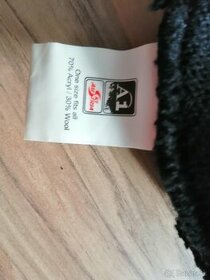 A1
One size fits all
70% Acryl / 30% Wool